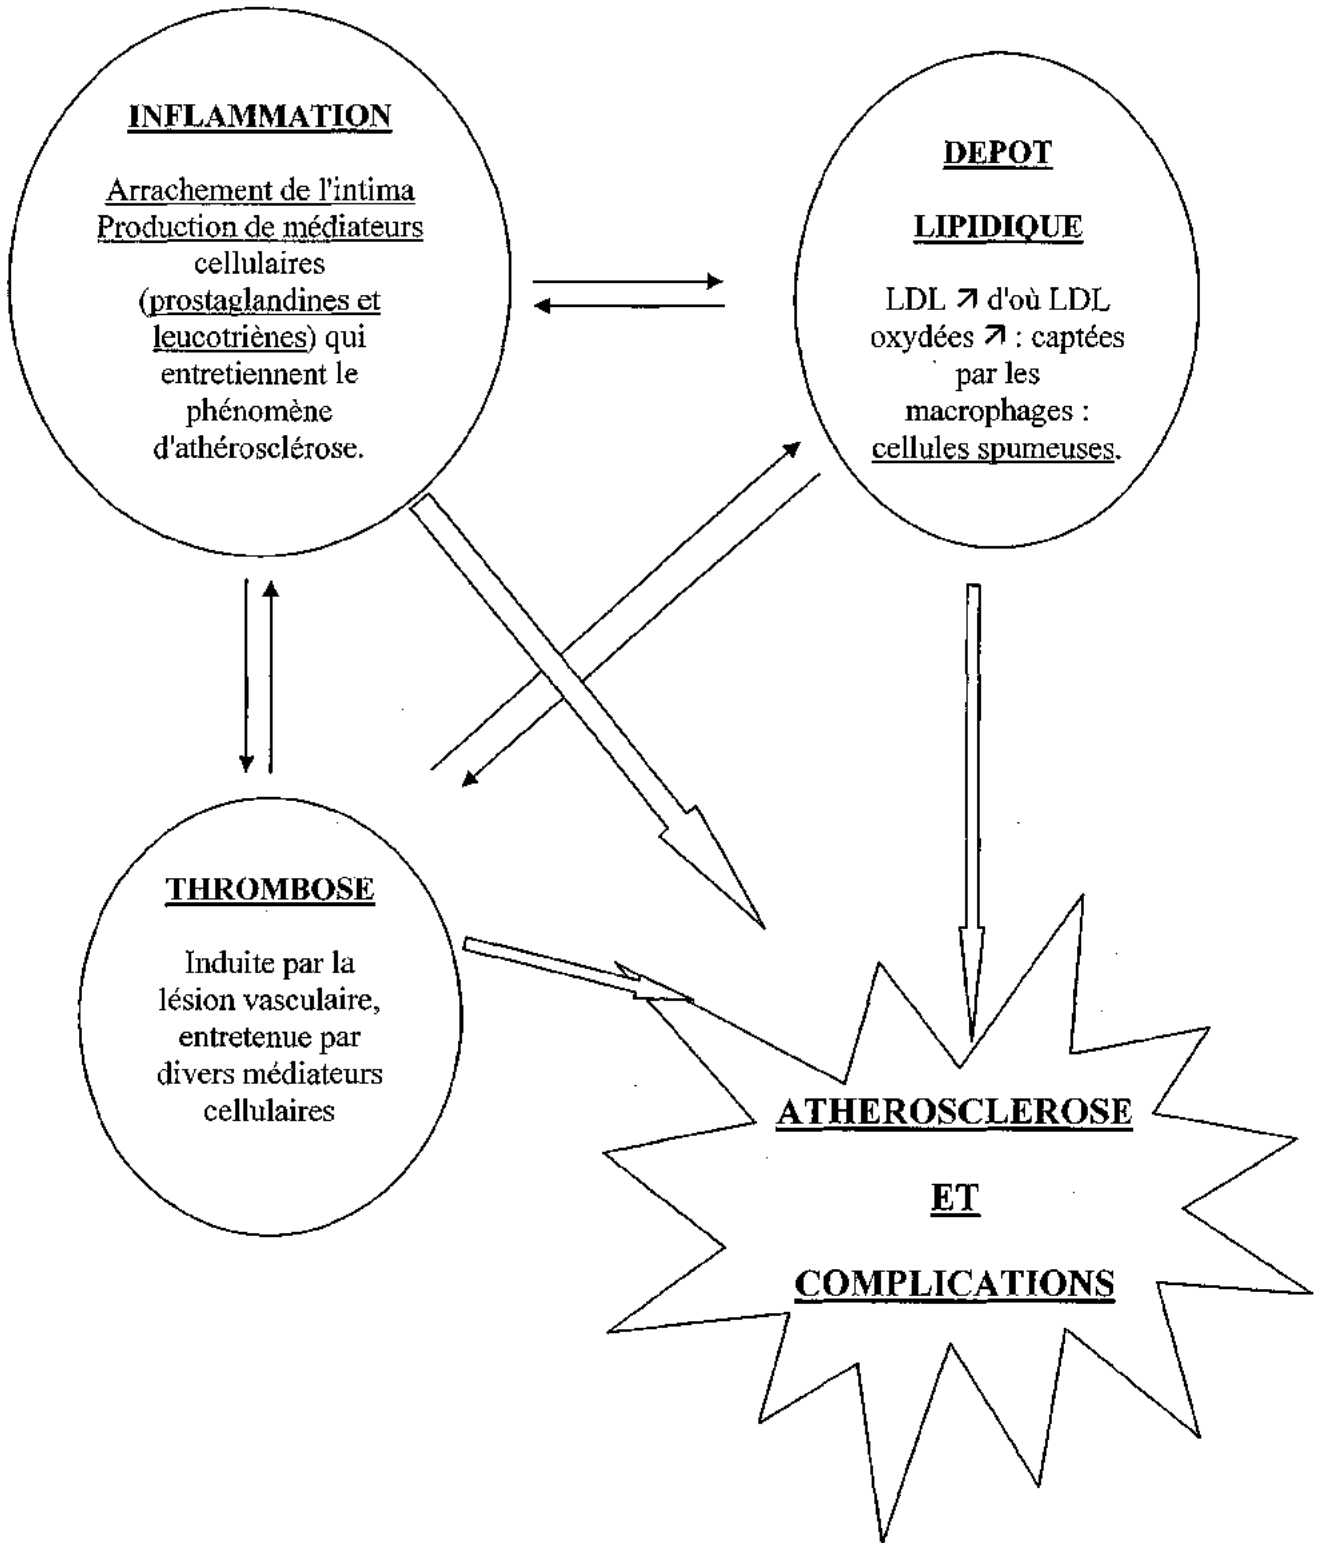 INFLAMMATION
Arrachement de l'intima
Production de médiateurs
cellulaires
(prostaglandines et
leucotriènes) qui
entretiennent le
phénomène
d'athérosclérose.
DEPOT
LIPIDIQUE
LDL ↗ d'où LDL
oxydées ↗ : captées
par les
macrophages :
cellules spumeuses.
THROMBOSE
Induite par la
lésion vasculaire,
entretenue par
divers médiateurs
cellulaires
ATHEROSCLEROSE
ET
COMPLICATIONS